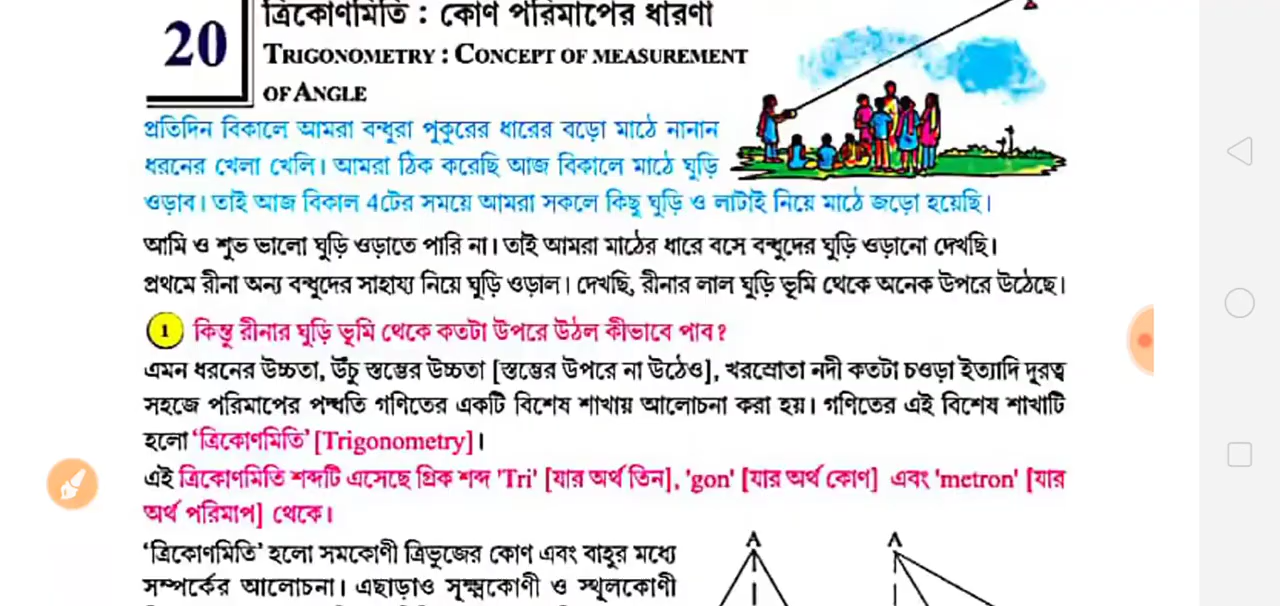 20
ত্রিকোণমিতি : কোণ পরিমাপের ধারণা
TRIGONOMETRY : CONCEPT OF MEASUREMENT
OF ANGLE
প্রতিদিন বিকালে আমরা বন্ধুরা পুকুরের ধারের বড়ো মাঠে নানান
ধরনের খেলা খেলি। আমরা ঠিক করেছি আজ বিকালে মাঠে ঘুড়ি
ওড়াব। তাই আজ বিকাল 4টের সময়ে আমরা সকলে কিছু ঘুড়ি ও লাটাই নিয়ে মাঠে জড়ো হয়েছি।
আমি ও শুভ ভালো ঘুড়ি ওড়াতে পারি না। তাই আমরা মাঠের ধারে বসে বন্ধুদের ঘুড়ি ওড়ানো দেখছি।
প্রথমে রীনা অন্য বন্ধুদের সাহায্য নিয়ে ঘুড়ি ওড়াল। দেখছি, রীনার লাল ঘুড়ি ভূমি থেকে অনেক উপরে উঠেছে।
1 কিন্তু রীনার ঘুড়ি ভূমি থেকে কতটা উপরে উঠল কীভাবে পাব?
এমন ধরনের উচ্চতা, উঁচু স্তম্ভের উচ্চতা [স্তম্ভের উপরে না উঠেও], খরস্রোতা নদী কতটা চওড়া ইত্যাদি দূরত্ব
সহজে পরিমাপের পদ্ধতি গণিতের একটি বিশেষ শাখায় আলোচনা করা হয়। গণিতের এই বিশেষ শাখাটি
হলো ‘ত্রিকোণমিতি’ [Trigonometry]।
এই ত্রিকোণমিতি শব্দটি এসেছে গ্রিক শব্দ 'Tri' [যার অর্থ তিন], 'gon' [যার অর্থ কোণ] এবং 'metron' [যার
অর্থ পরিমাপ] থেকে।
‘ত্রিকোণমিতি’ হলো সমকোণী ত্রিভুজের কোণ এবং বাহুর মধ্যে
সম্পর্কের আলোচনা। এছাড়াও সূক্ষ্মকোণী ও স্থূলকোণী
A
A